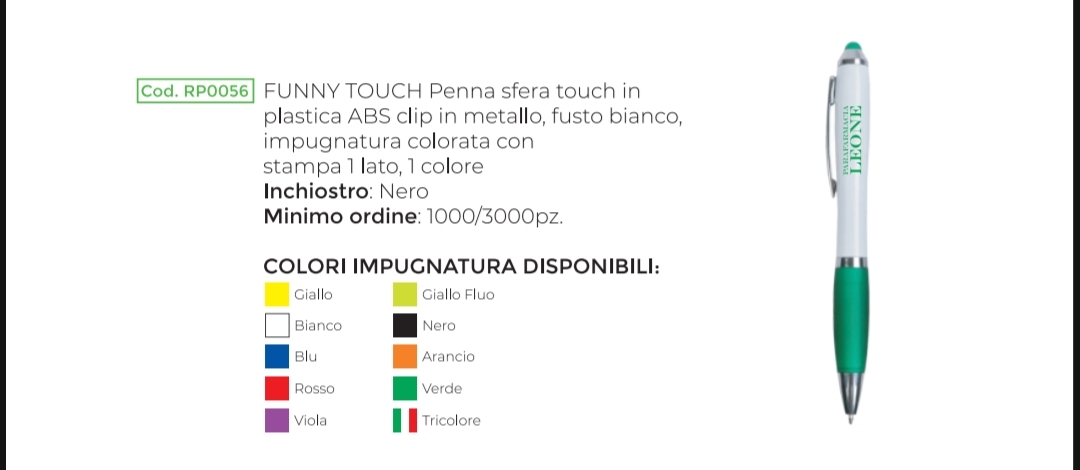 Cod. RP0056
FUNNY TOUCH Penna sfera touch in
plastica ABS clip in metallo, fusto bianco,
impugnatura colorata con
stampa 1 lato, 1 colore
Inchiostro: Nero
Minimo ordine: 1000/3000pz.
COLORI IMPUGNATURA DISPONIBILI:
Giallo
Giallo Fluo
Bianco
Nero
Blu
Arancio
Rosso
Verde
Viola
Tricolore
PARAFARMACIA
LEONE